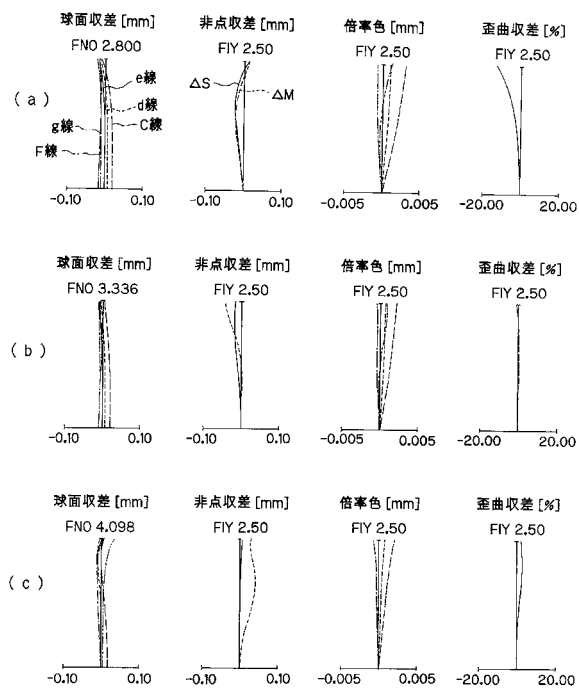 球面収差 [mm] 非点収差 [mm] 倍率色 [mm] 歪曲収差 [%]
FNO 2.800 FIY 2.50 FIY 2.50 FIY 2.50
e線 ΔS
ΔM
(a) d線
g線 C線
F線
-0.10 0.10 -0.10 0.10 -0.005 0.005 -20.00 20.00
球面収差 [mm] 非点収差 [mm] 倍率色 [mm] 歪曲収差 [%]
FNO 3.336 FIY 2.50 FIY 2.50 FIY 2.50
(b)
-0.10 0.10 -0.10 0.10 -0.005 0.005 -20.00 20.00
球面収差 [mm] 非点収差 [mm] 倍率色 [mm] 歪曲収差 [%]
FNO 4.098 FIY 2.50 FIY 2.50 FIY 2.50
(c)
-0.10 0.10 -0.10 0.10 -0.005 0.005 -20.00 20.00